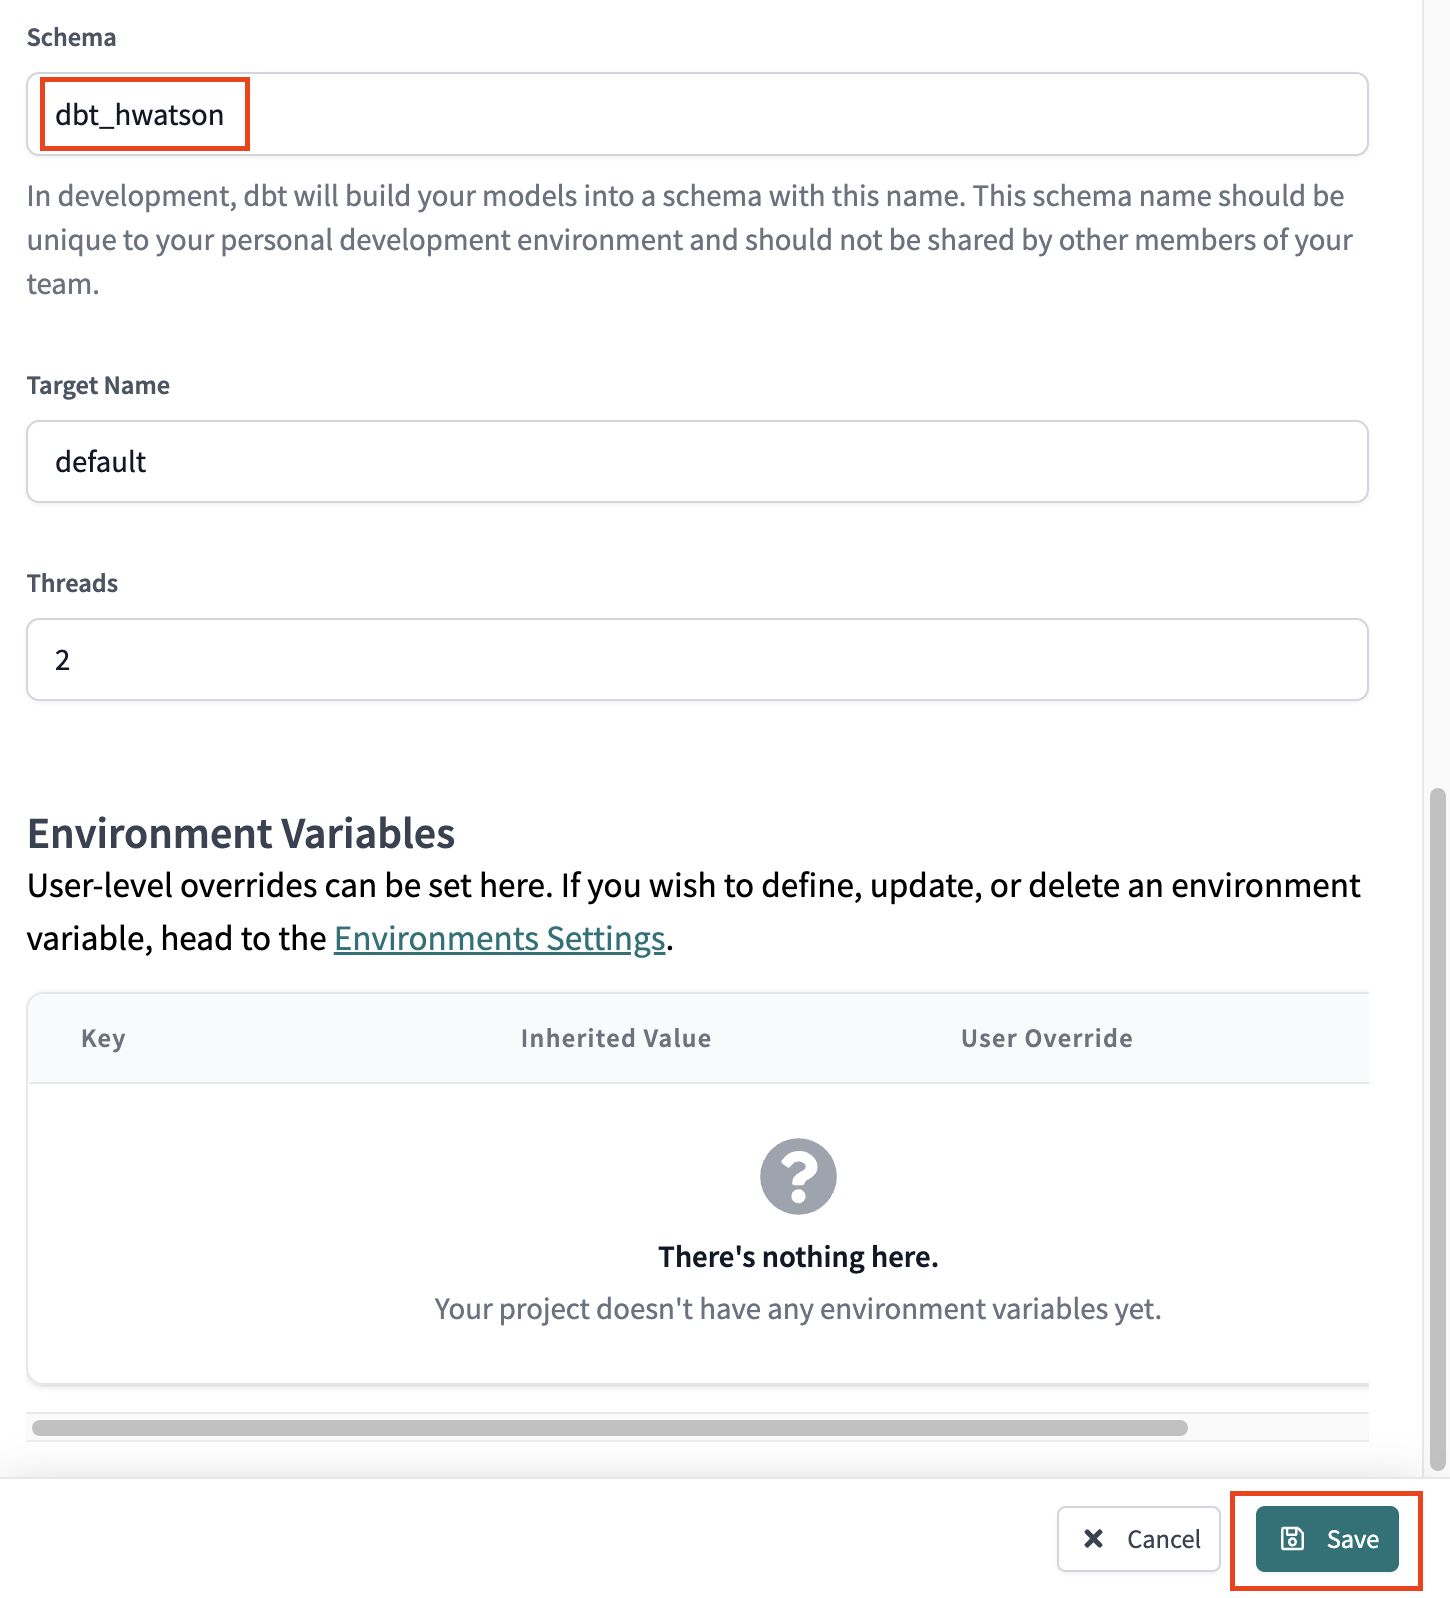 Schema
dbt_hwatson
In development, dbt will build your models into a schema with this name. This schema name should be
unique to your personal development environment and should not be shared by other members of your
team.
Target Name
default
Threads
2
Environment Variables
User-level overrides can be set here. If you wish to define, update, or delete an environment
variable, head to the Environments Settings.
Key Inherited Value User Override
There's nothing here.
Your project doesn't have any environment variables yet.
Cancel Save